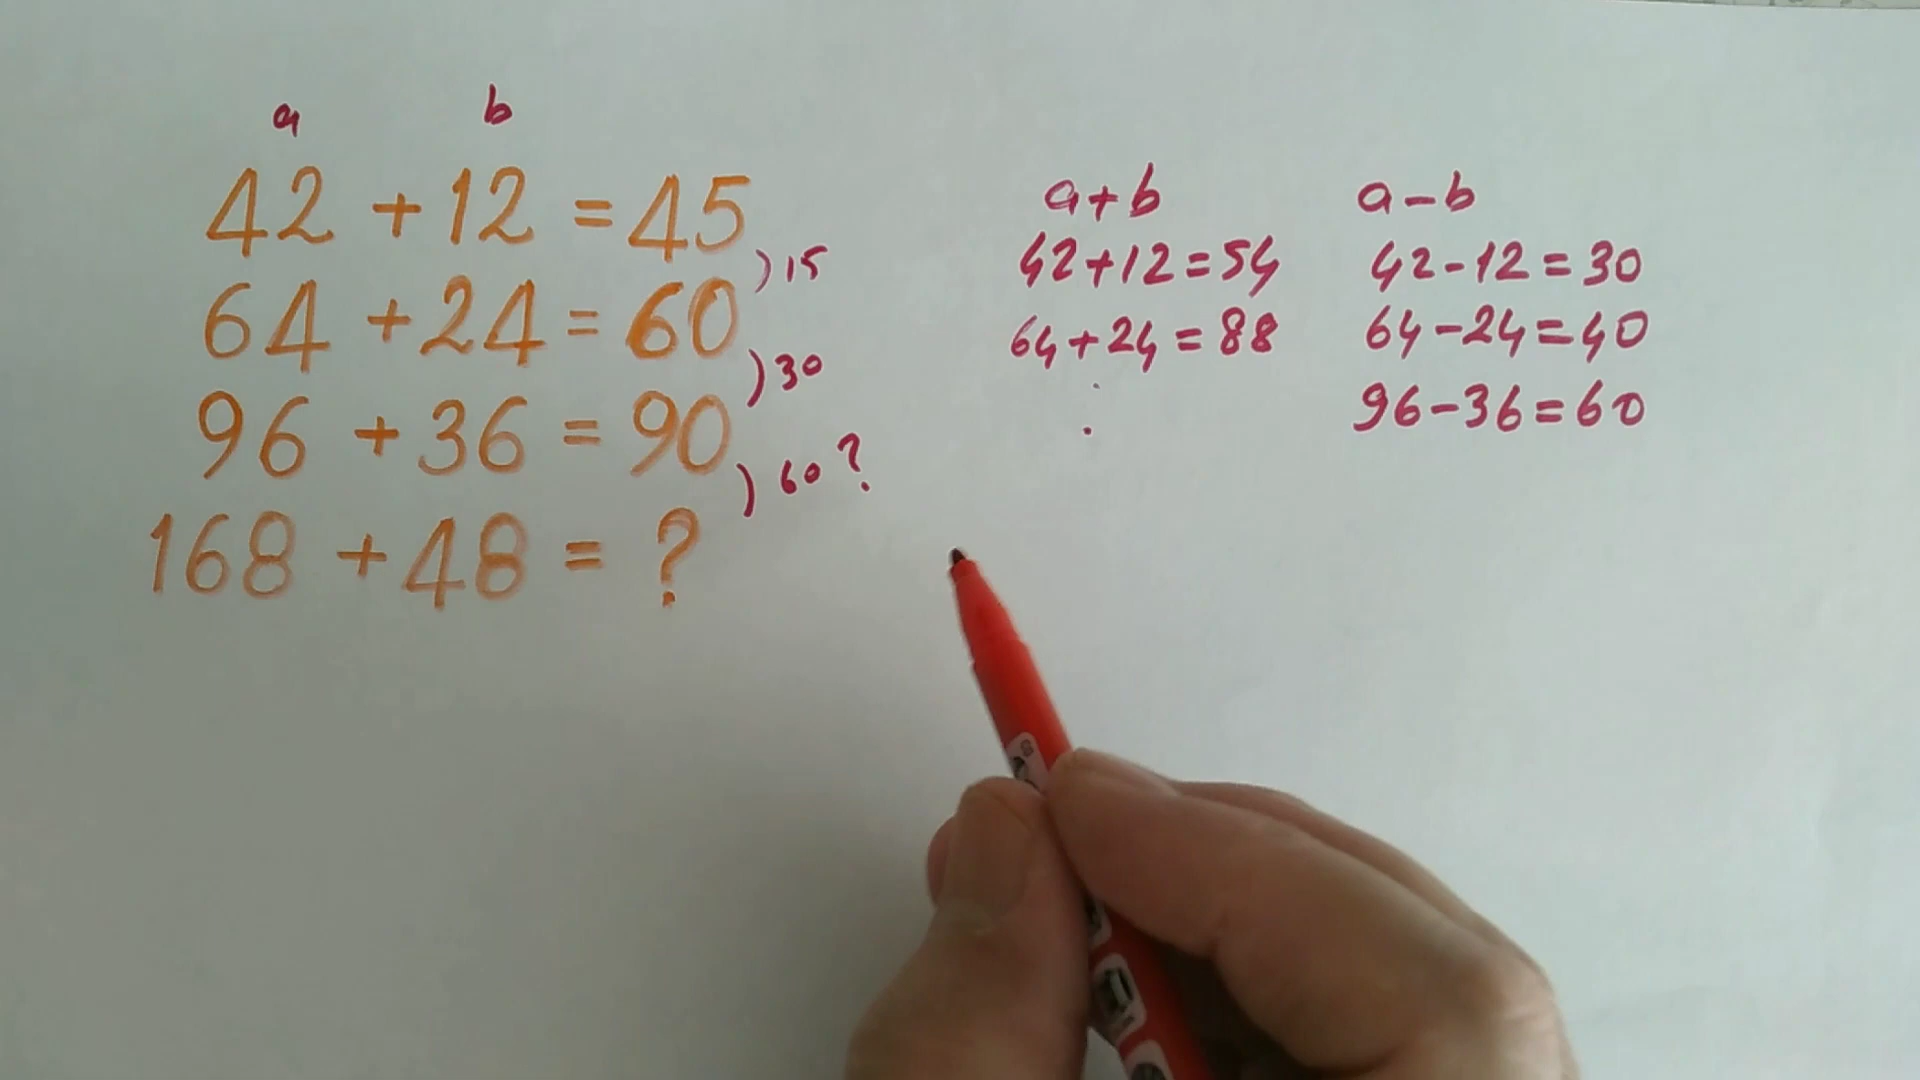 a b
42 + 12 = 45
)15
64 + 24 = 60
)30
96 + 36 = 90
)60?
168 + 48 = ?
a+b
42+12=54
64+24=88
.
.
a-b
42-12=30
64-24=40
96-36=60